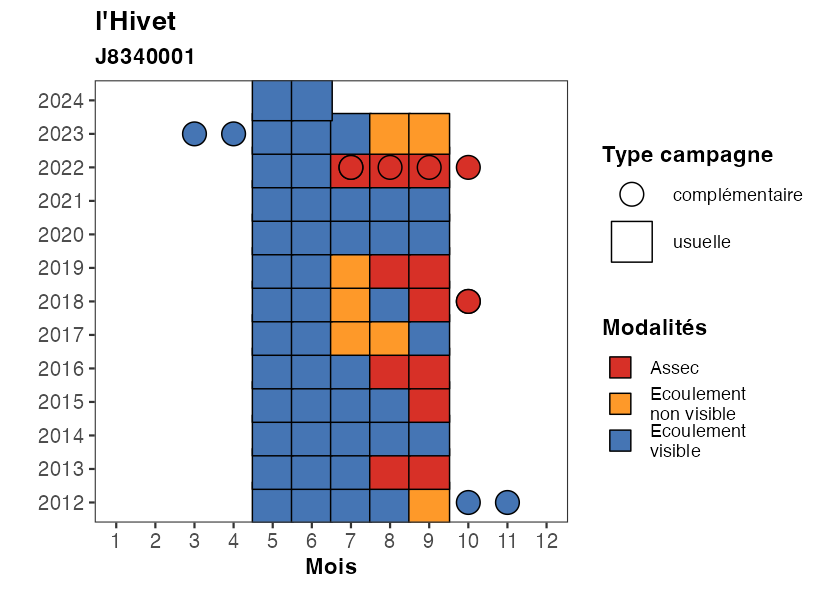 l'Hivet
J8340001
2024
2023
2022
2021
2020
2019
2018
2017
2016
2015
2014
2013
2012
1 2 3 4 5 6 7 8 9 10 11 12
Mois
Type campagne
complémentaire
usuelle
Modalités
Assec
Ecoulement
non visible
Ecoulement
visible